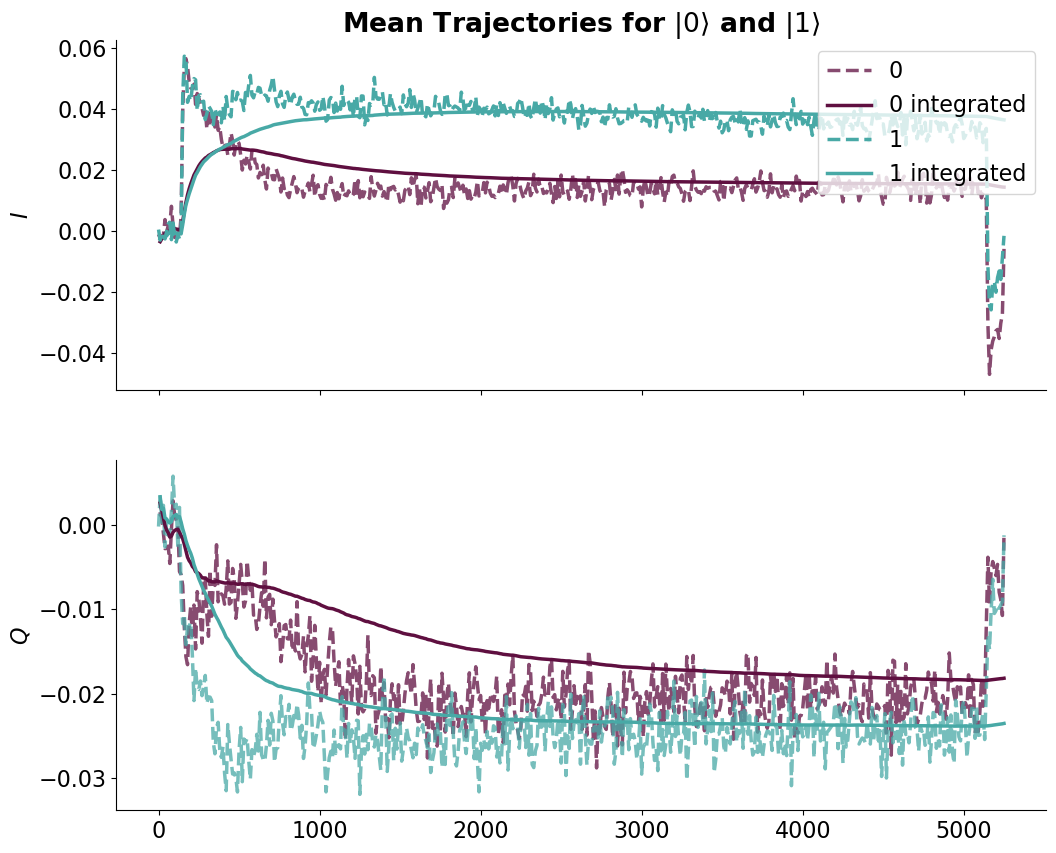 Mean Trajectories for |0⟩ and |1⟩
0.06
0.04
0.02
0.00
−0.02
−0.04
I
0
0 integrated
1
1 integrated
0.00
−0.01
−0.02
−0.03
Q
0 1000 2000 3000 4000 5000